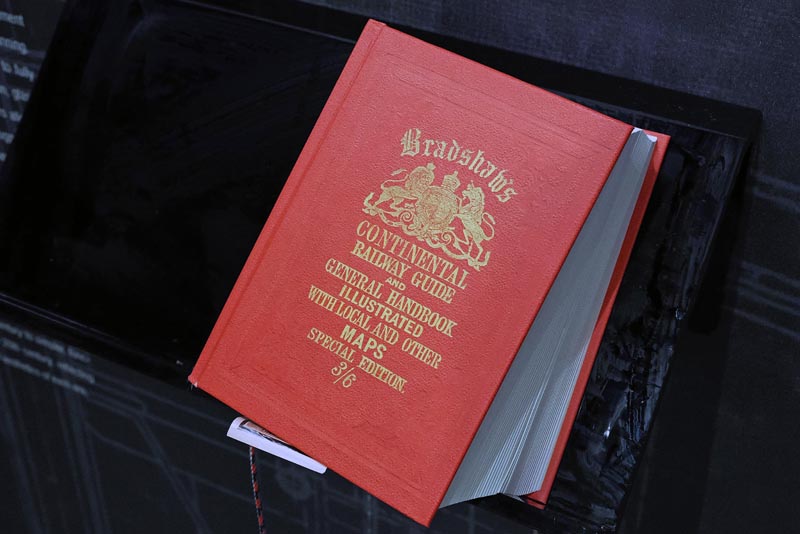 Bradshaw's
CONTINENTAL
RAILWAY GUIDE
AND
GENERAL HANDBOOK
ILLUSTRATED
WITH LOCAL AND OTHER
MAPS
SPECIAL EDITION.
3/6